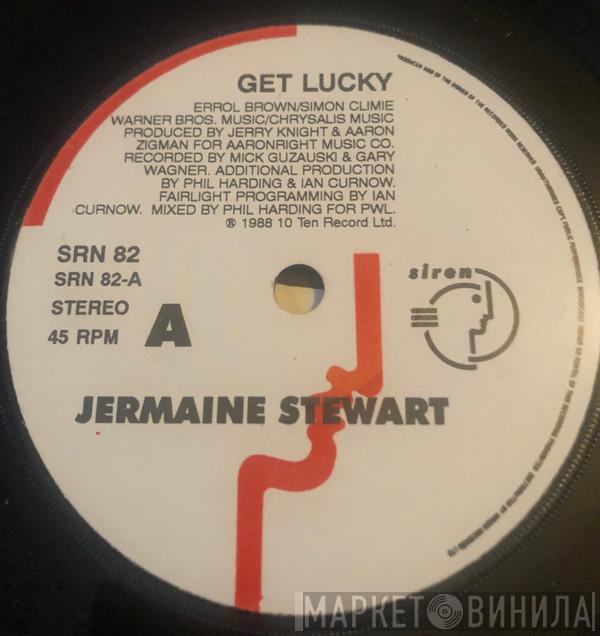 GET LUCKY
ERROL BROWN/SIMON CLIMIE
WARNER BROS. MUSIC/CHRYSALIS MUSIC
PRODUCED BY JERRY KNIGHT & AARON
ZIGMAN FOR AARONRIGHT MUSIC CO.
RECORDED BY MICK GUZAUSKI & GARY
WAGNER. ADDITIONAL PRODUCTION
BY PHIL HARDING & IAN CURNOW.
FAIRLIGHT PROGRAMMING BY IAN
CURNOW. MIXED BY PHIL HARDING FOR PWL.
℗ 1988 10 Ten Record Ltd.
SRN 82
SRN 82-A
STEREO
45 RPM
A
siren
JERMAINE STEWART
МАРКЕТ ВИНИЛА